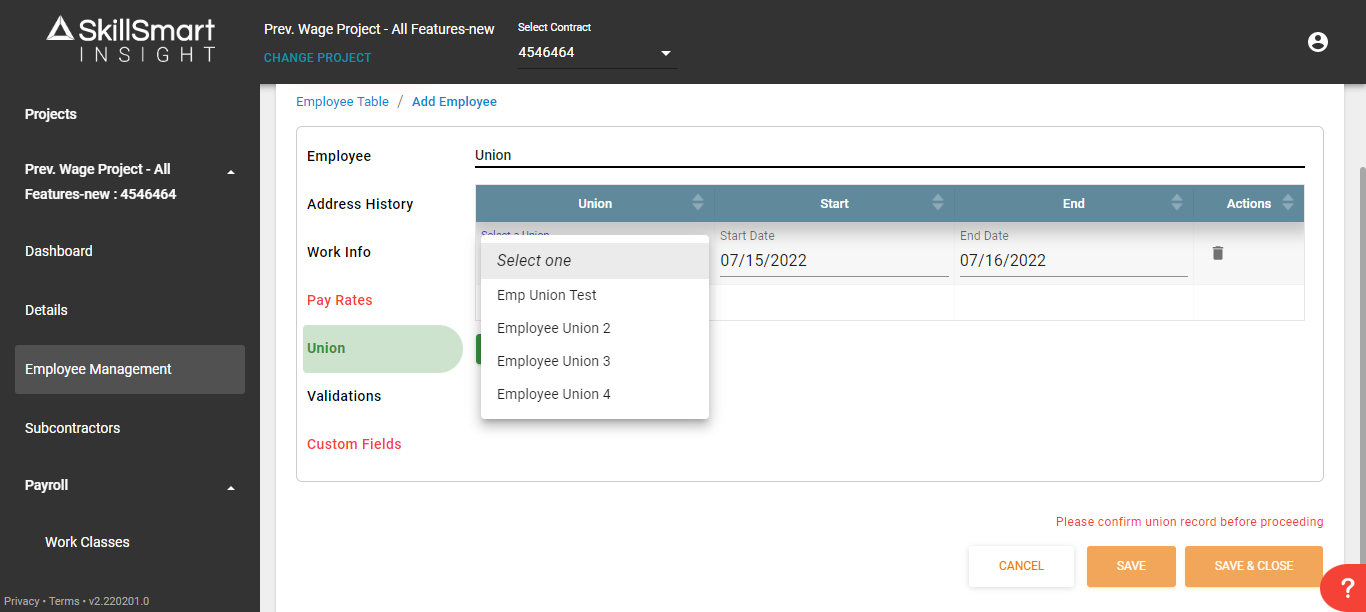 SkillSmart
INSIGHT
Prev. Wage Project - All Features-new
CHANGE PROJECT
Select Contract
4546464
Projects
Prev. Wage Project - All
Features-new : 4546464
Dashboard
Details
Employee Management
Subcontractors
Payroll
Work Classes
Privacy • Terms • v2.220201.0
Employee Table / Add Employee
Employee
Address History
Work Info
Pay Rates
Union
Validations
Custom Fields
Union
Union Start End Actions
Select a Union
Start Date
07/15/2022
End Date
07/16/2022
Select one
Emp Union Test
Employee Union 2
Employee Union 3
Employee Union 4
Please confirm union record before proceeding
CANCEL SAVE SAVE & CLOSE
?